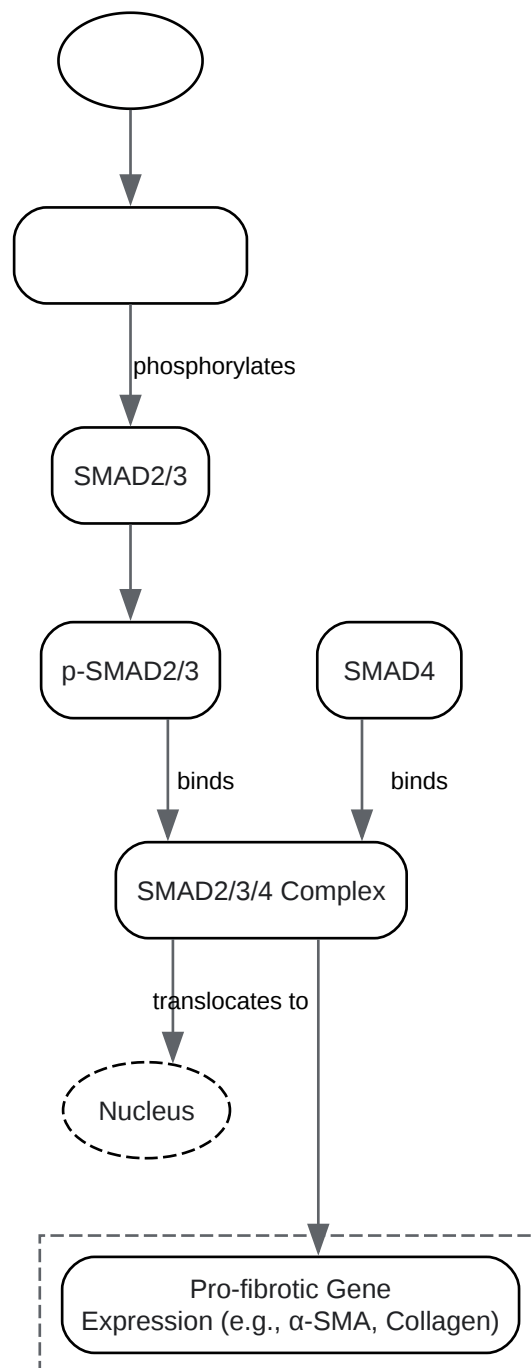 phosphorylates
SMAD2/3
p-SMAD2/3
SMAD4
binds
binds
SMAD2/3/4 Complex
translocates to
Nucleus
Pro-fibrotic Gene
Expression (e.g., α-SMA, Collagen)